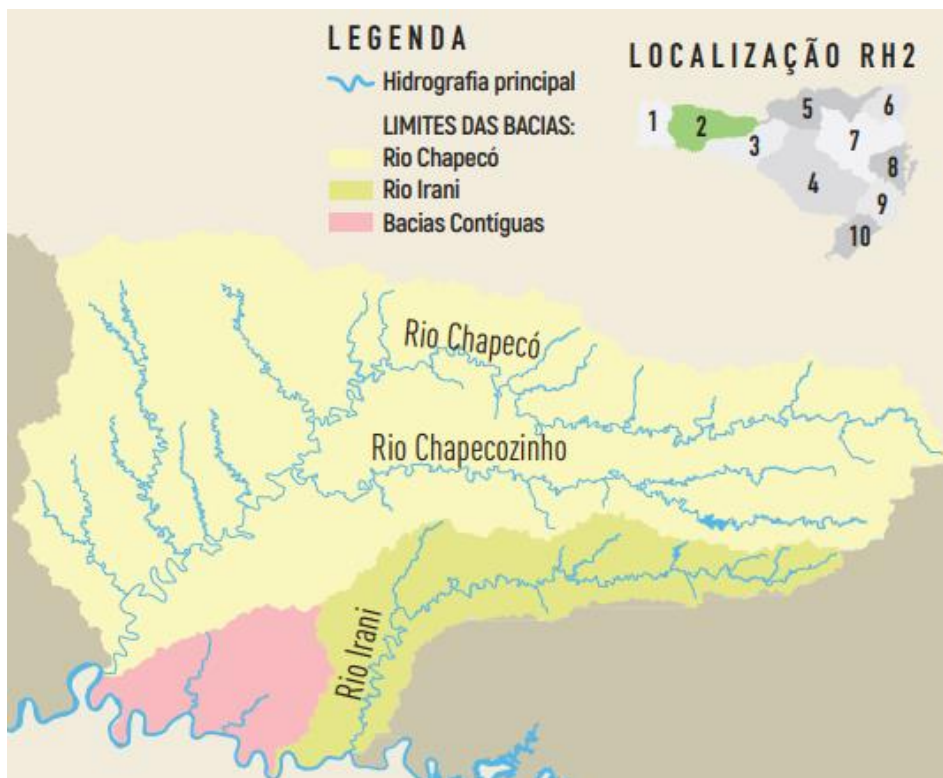 LEGENDA
Hidrografia principal
LIMITES DAS BACIAS:
Rio Chapecó
Rio Irani
Bacias Contíguas
LOCALIZAÇÃO RH2
1
2
3
4
5
6
7
8
9
10
Rio Chapecó
Rio Chapecozinho
Rio Irani